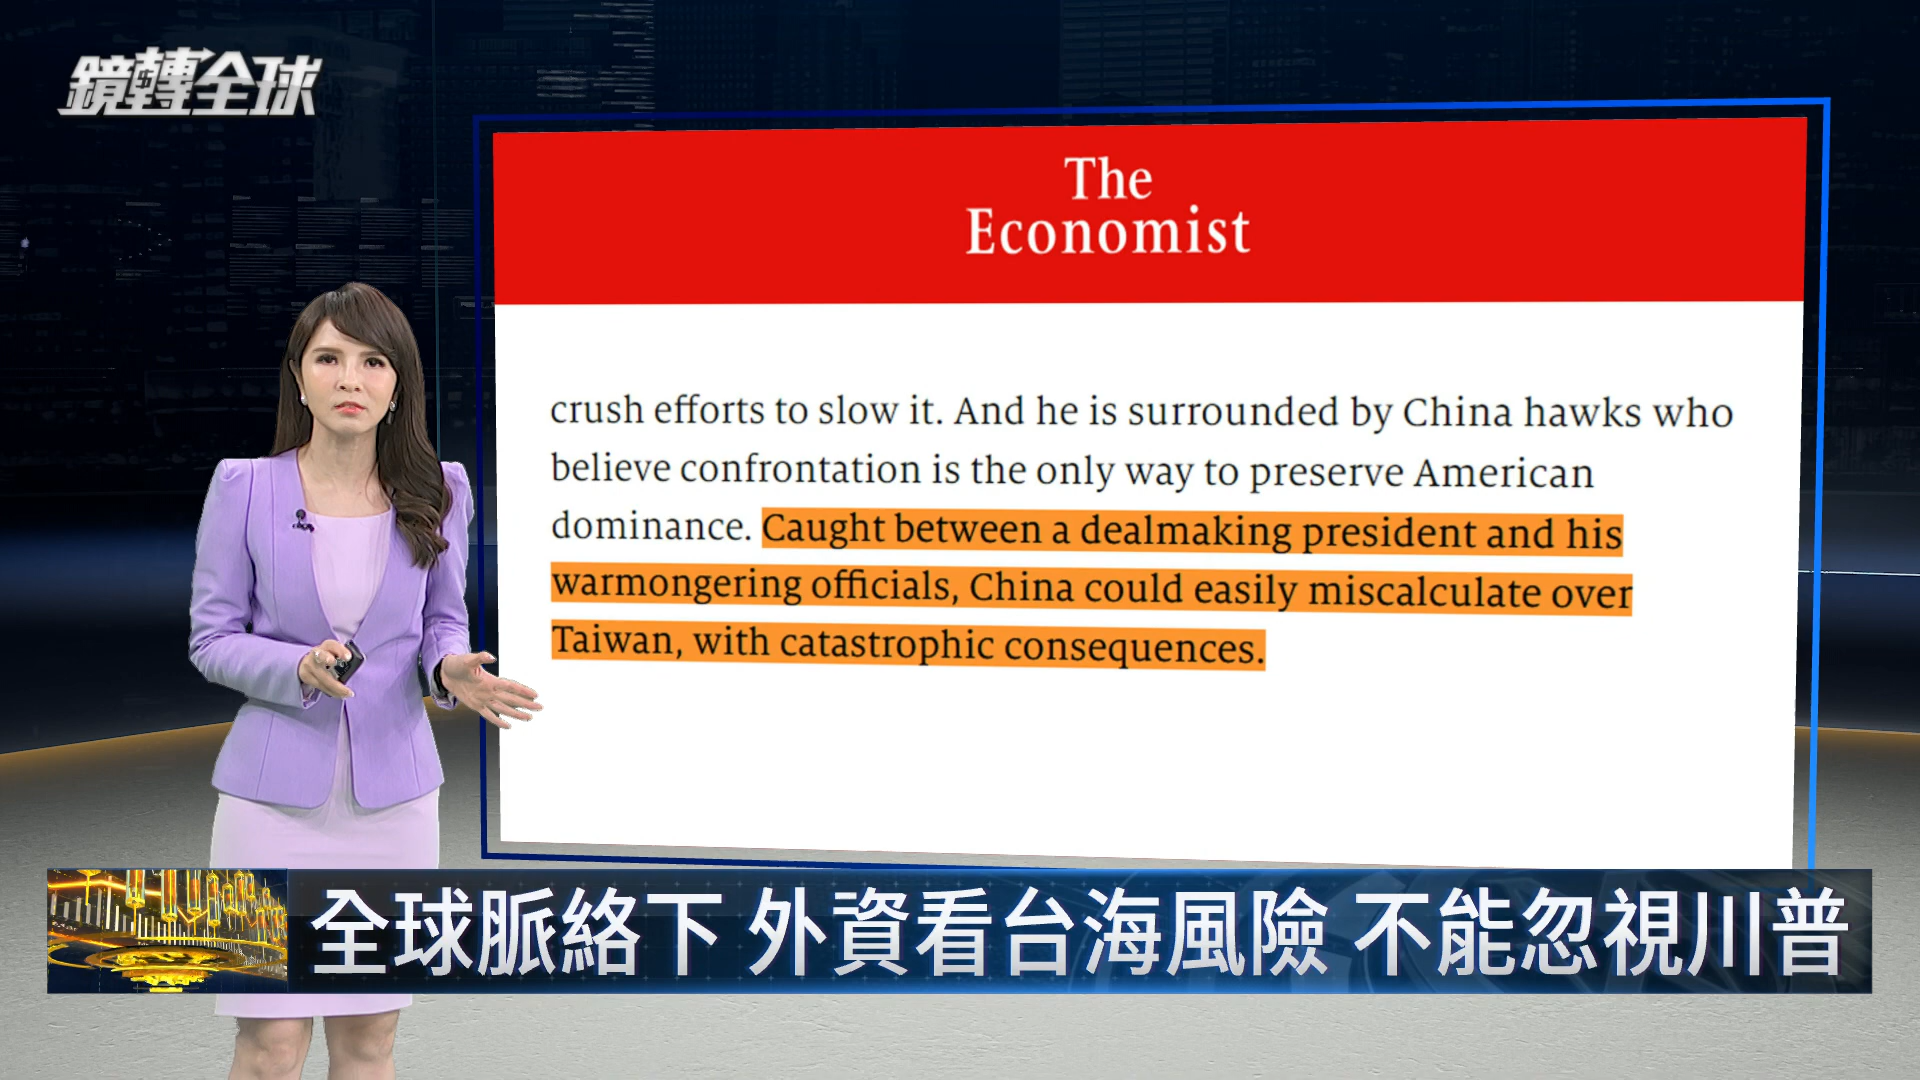 鏡轉全球
The
Economist
crush efforts to slow it. And he is surrounded by China hawks who
believe confrontation is the only way to preserve American
dominance. Caught between a dealmaking president and his
warmongering officials, China could easily miscalculate over
Taiwan, with catastrophic consequences.
全球脈絡下 外資看台海風險 不能忽視川普